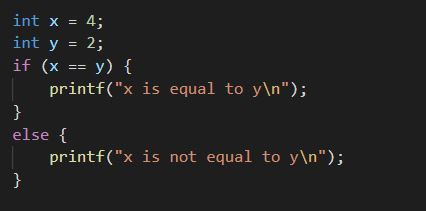 int x = 4;
int y = 2;
if (x == y) {
    printf("x is equal to y\n");
}
else {
    printf("x is not equal to y\n");
}